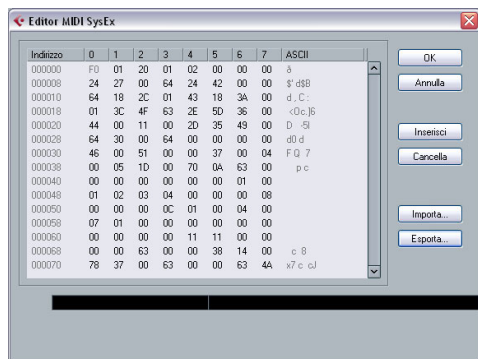 Editor MIDI SysEx
Indirizzo 0 1 2 3 4 5 6 7 ASCII
000000 F0 01 20 01 02 00 00 00 ð
000008 24 27 00 64 24 42 00 00 $' d$B
000010 64 18 2C 01 43 18 3A 00 d , C :
000018 01 3C 4F 63 2E 5D 36 00 <Oc.]6
000020 44 00 11 00 2D 35 49 00 D -5I
000028 64 30 00 64 00 00 00 00 d0 d
000030 46 00 51 00 00 37 00 04 F Q 7
000038 00 05 1D 00 70 0A 63 00 p c
000040 00 00 00 00 00 00 01 00
000048 01 02 03 04 00 00 00 08
000050 00 00 00 0C 01 00 04 00
000058 07 01 00 00 00 00 00 00
000060 00 00 00 00 11 11 00 00
000068 00 00 63 00 00 38 14 00 c 8
000070 78 37 00 63 00 00 63 4A x7 c cJ
OK
Annulla
Inserisci
Cancella
Importa...
Esporta...